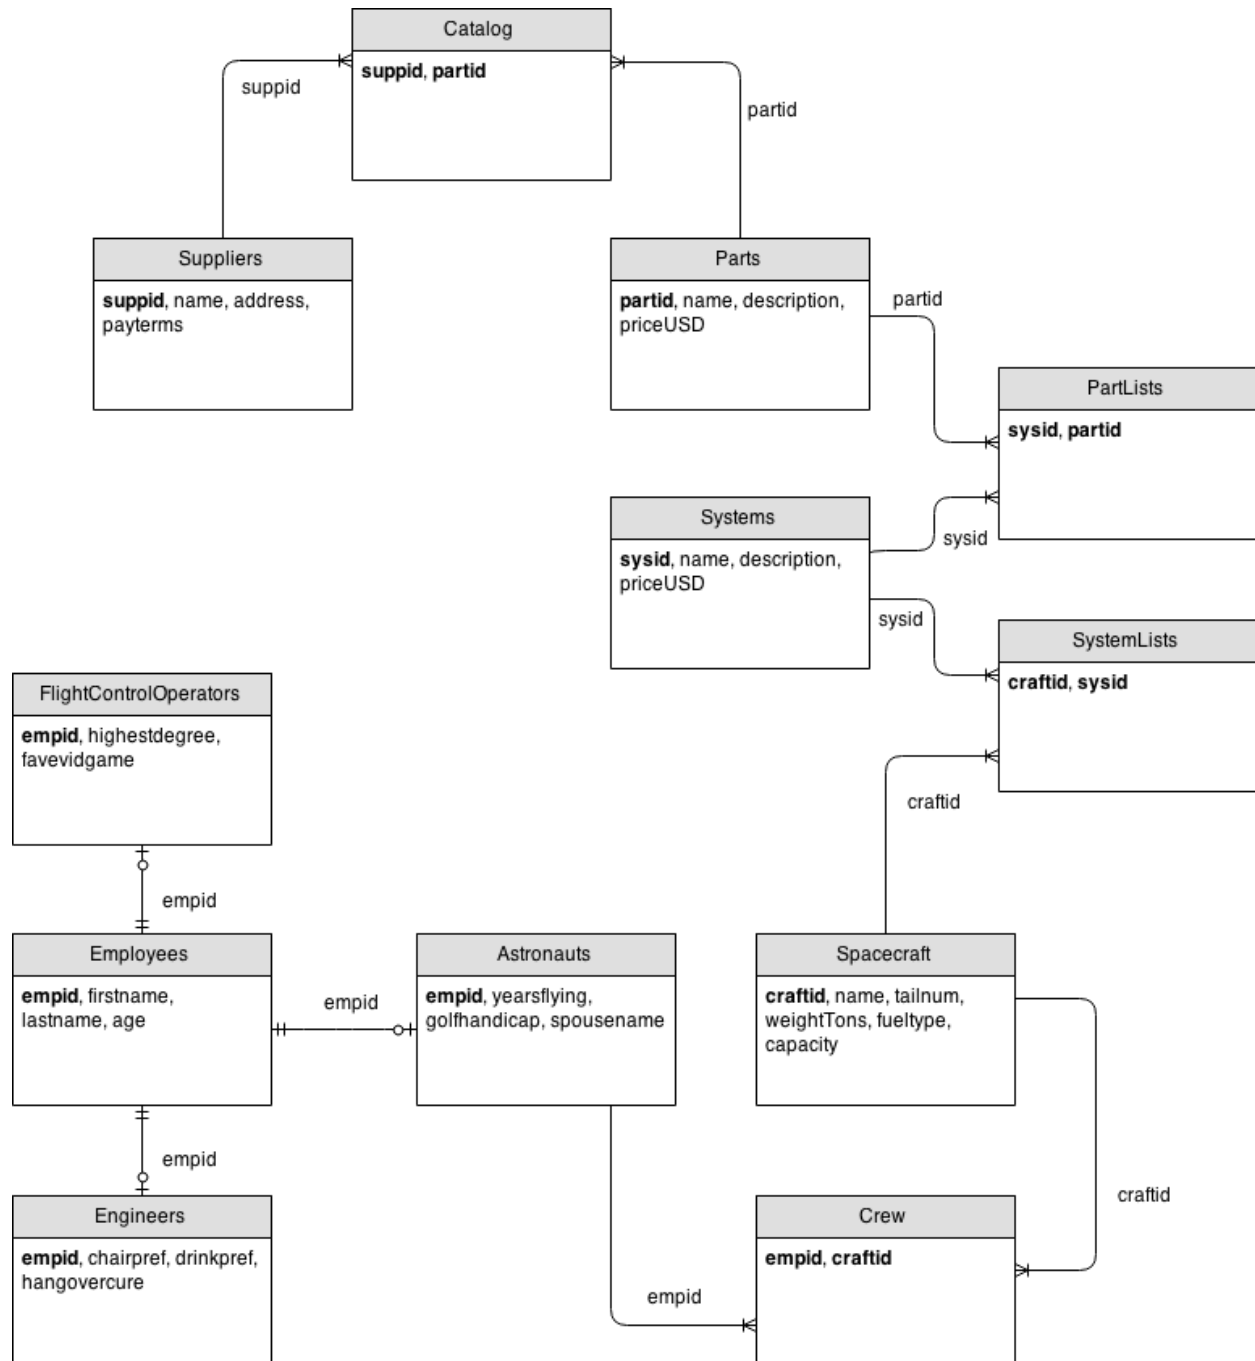 Catalog
suppid, partid
suppid
partid
Suppliers
suppid, name, address,
payterms
Parts
partid, name, description,
priceUSD
partid
PartLists
sysid, partid
Systems
sysid, name, description,
priceUSD
sysid
sysid
SystemLists
craftid, sysid
FlightControlOperators
empid, highestdegree,
favevidgame
craftid
empid
Employees
empid, firstname,
lastname, age
empid
Astronauts
empid, yearsflying,
golfhandicap, spousename
Spacecraft
craftid, name, tailnum,
weightTons, fueltype,
capacity
empid
craftid
Engineers
empid, chairpref, drinkpref,
hangovercure
Crew
empid, craftid
empid